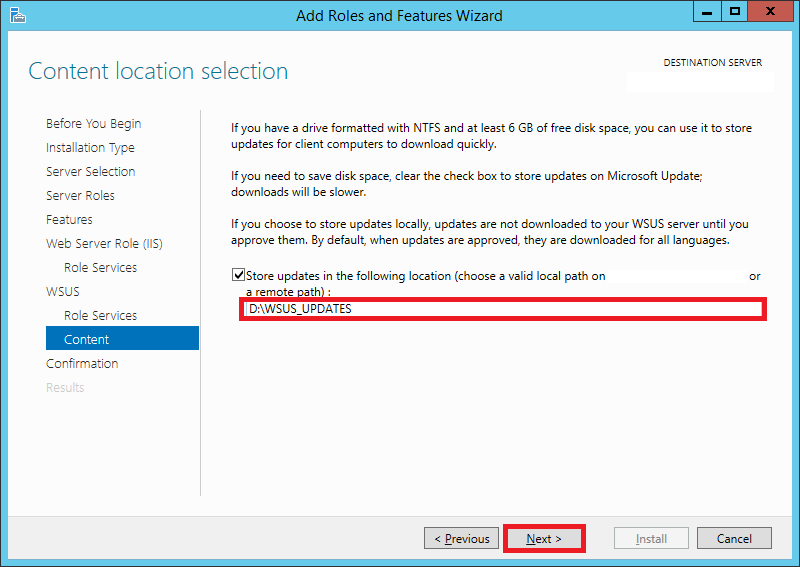 Add Roles and Features Wizard
Content location selection
DESTINATION SERVER
Before You Begin
Installation Type
Server Selection
Server Roles
Features
Web Server Role (IIS)
Role Services
WSUS
Role Services
Content
Confirmation
Results
If you have a drive formatted with NTFS and at least 6 GB of free disk space, you can use it to store
updates for client computers to download quickly.
If you need to save disk space, clear the check box to store updates on Microsoft Update;
downloads will be slower.
If you choose to store updates locally, updates are not downloaded to your WSUS server until you
approve them. By default, when updates are approved, they are downloaded for all languages.
Store updates in the following location (choose a valid local path on or
a remote path) :
D:\WSUS_UPDATES
< Previous
Next >
Install
Cancel